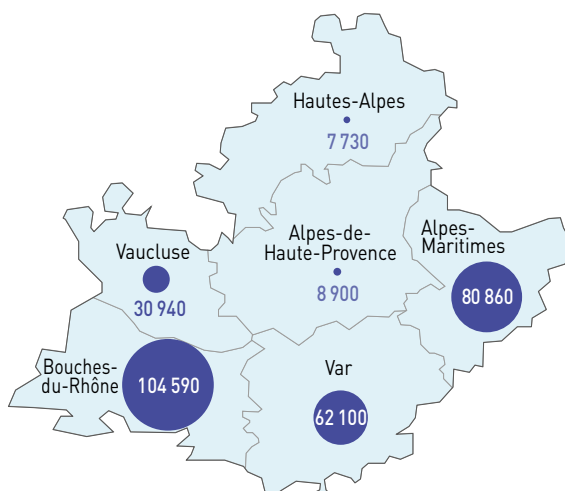 Hautes-Alpes
7 730
Alpes-
Maritimes
80 860
Alpes-de-
Haute-Provence
8 900
Vaucluse
30 940
Bouches-
du-Rhône
104 590
Var
62 100